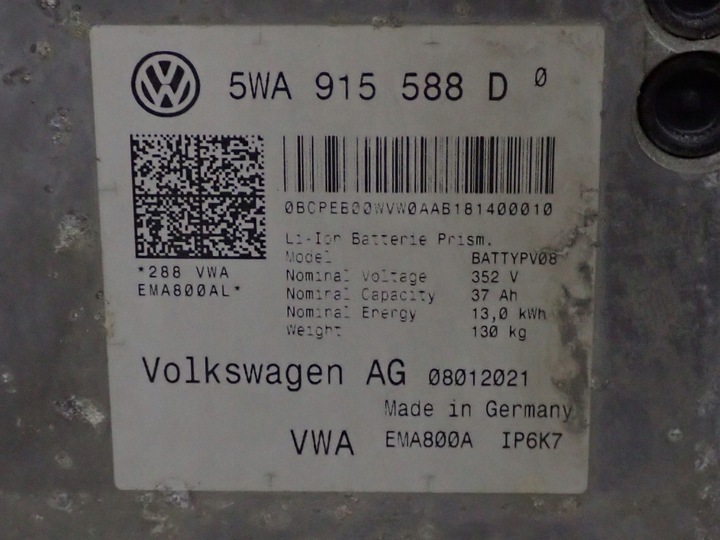 5WA 915 588 D 0
0BCPEB00WVW0AAB181400010
*288 VWA
EMA800AL*
Li-Ion Batterie Prism.
Model BATTYPV08
Nominal Voltage 352 V
Nominal Capacity 37 Ah
Nominal Energy 13,0 kWh
Weight 130 kg
Volkswagen AG 08012021
Made in Germany
VWA EMA800A IP6K7